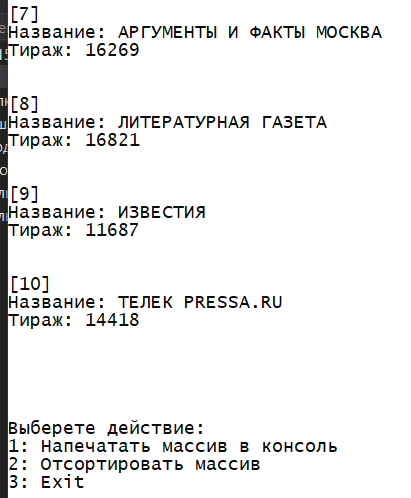 [7]
Название: АРГУМЕНТЫ И ФАКТЫ МОСКВА
Тираж: 16269
[8]
Название: ЛИТЕРАТУРНАЯ ГАЗЕТА
Тираж: 16821
[9]
Название: ИЗВЕСТИЯ
Тираж: 11687
[10]
Название: ТЕЛЕК PRESSA.RU
Тираж: 14418
Выберете действие:
1: Напечатать массив в консоль
2: Отсортировать массив
3: Exit